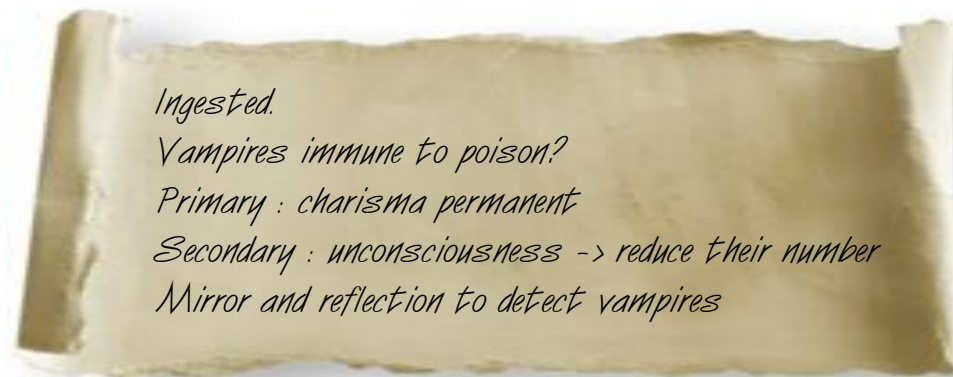 Ingested.
Vampires immune to poison?
Primary : charisma permanent
Secondary : unconsciousness -> reduce their number
Mirror and reflection to detect vampires